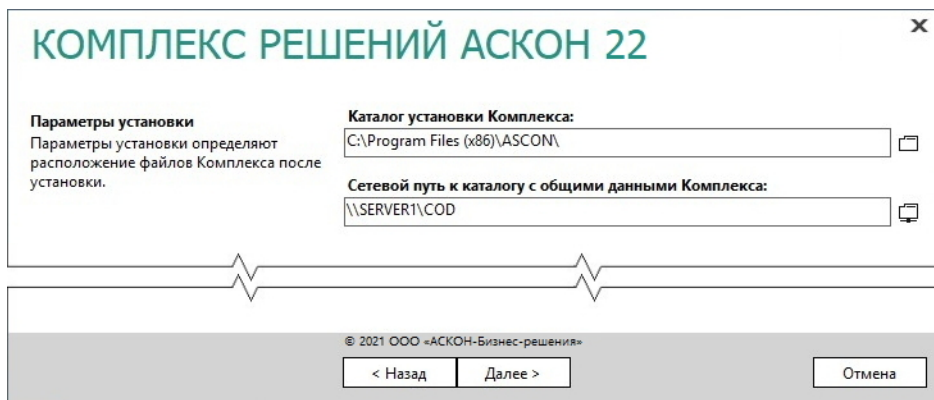 КОМПЛЕКС РЕШЕНИЙ АСКОН 22
Параметры установки
Параметры установки определяют
расположение файлов Комплекса после
установки.
Каталог установки Комплекса:
C:\Program Files (x86)\ASCON\
Сетевой путь к каталогу с общими данными Комплекса:
\\SERVER1\COD
© 2021 ООО «АСКОН-Бизнес-решения»
< Назад
Далее >
Отмена